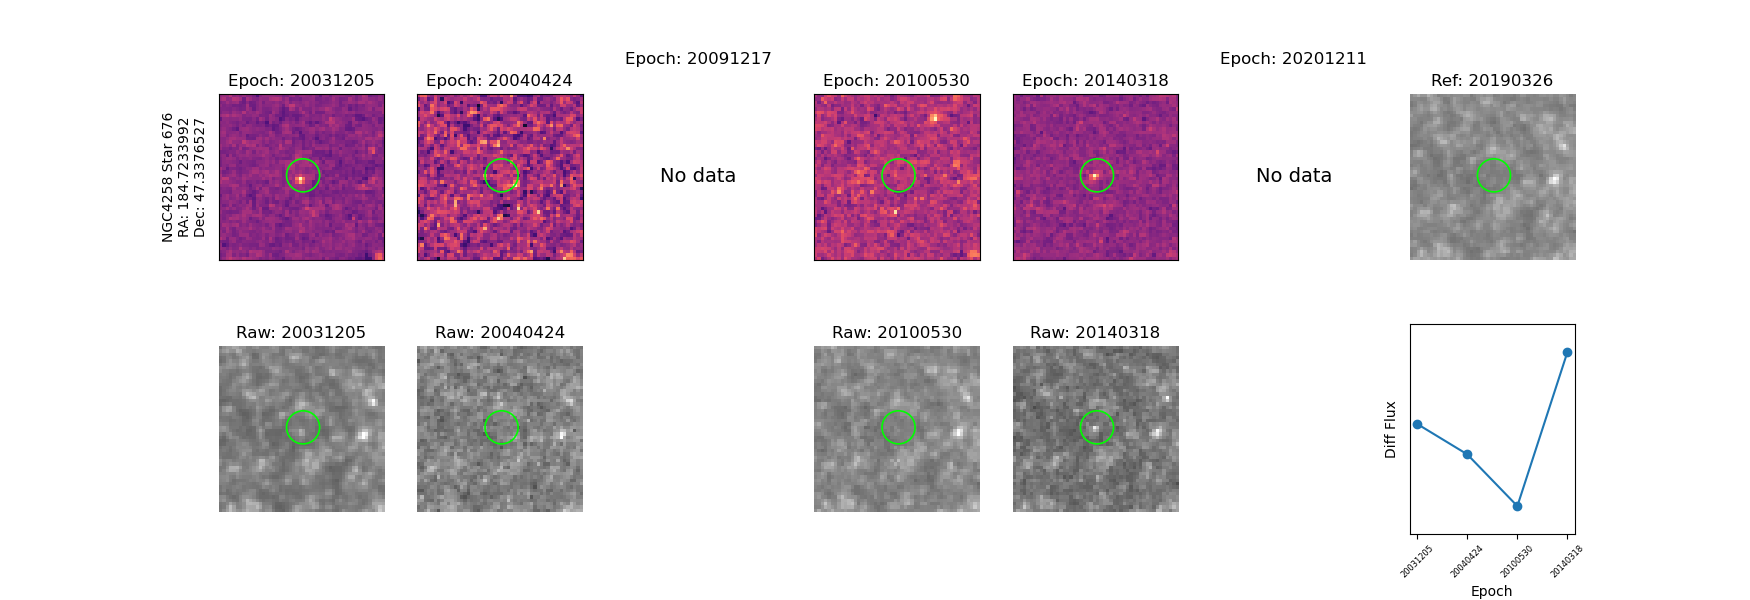 Epoch: 20091217
Epoch: 20201211
Epoch: 20031205
Epoch: 20040424
Epoch: 20100530
Epoch: 20140318
Ref: 20190326
NGC4258 Star 676
RA: 184.7233992
Dec: 47.3376527
No data
No data
Raw: 20031205
Raw: 20040424
Raw: 20100530
Raw: 20140318
Diff Flux
20031205
20040424
20100530
20140318
Epoch